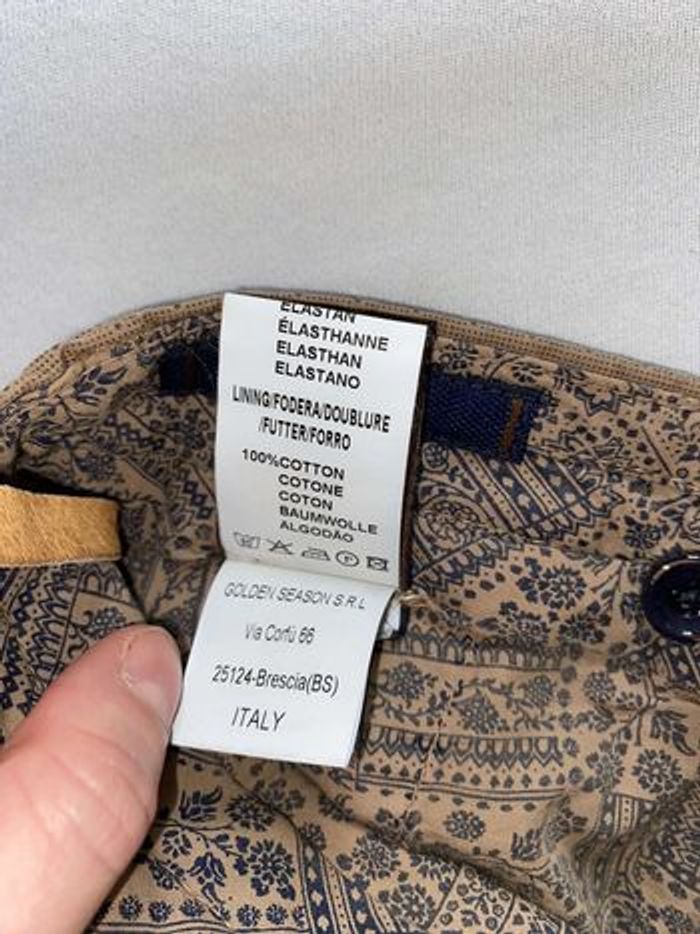 ELASTAN
ÉLASTHANNE
ELASTHAN
ELASTANO
LINING/FODERA/DOUBLURE
/FUTTER/FORRO
100%COTTON
COTONE
COTON
BAUMWOLLE
ALGODÃO
GOLDEN SEASON S.R.L
Via Corfù 66
25124-Brescia(BS)
ITALY